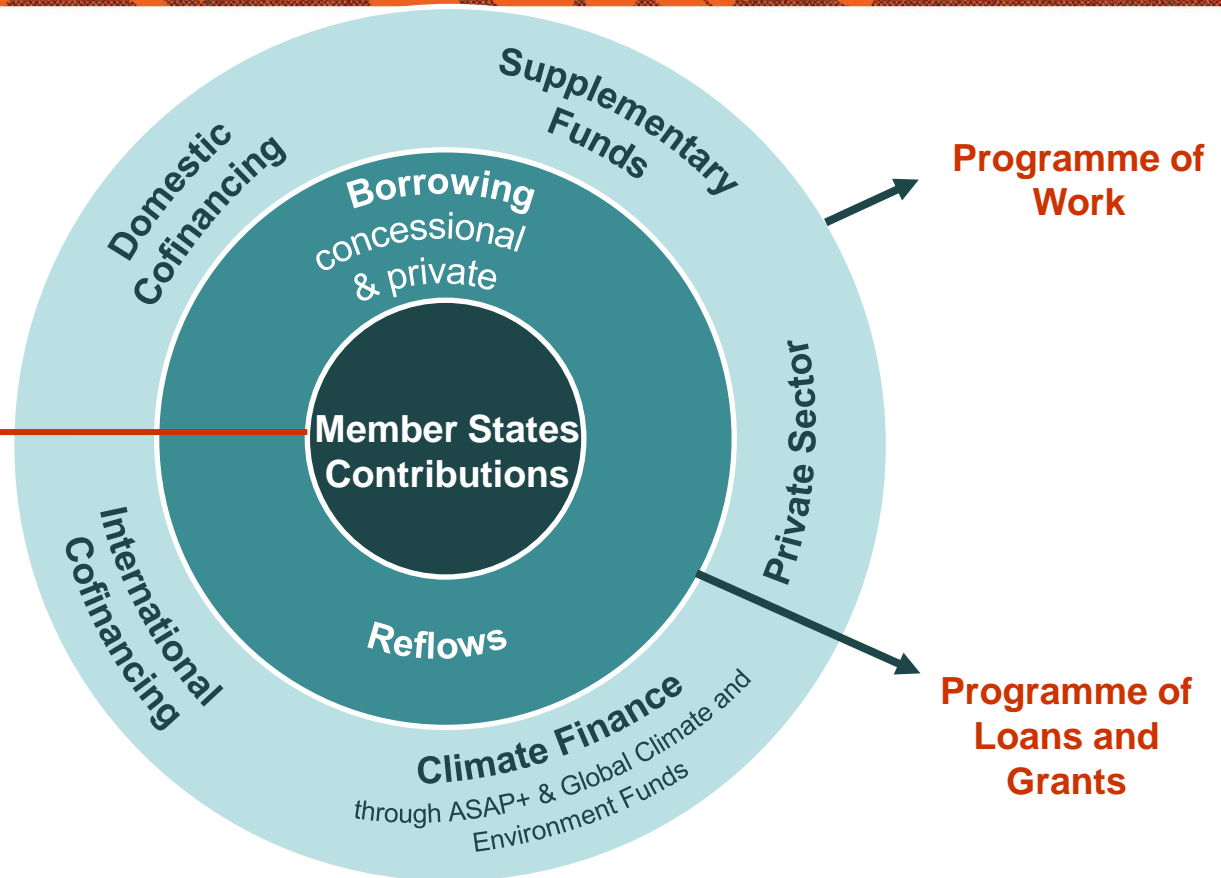 Supplementary
Funds
Domestic
Cofinancing
Programme of
Work
Borrowing
concessional
& private
Private Sector
Member States
Contributions
International
Cofinancing
Reflows
Climate Finance
through ASAP+ & Global Climate and
Environment Funds
Programme of
Loans and
Grants